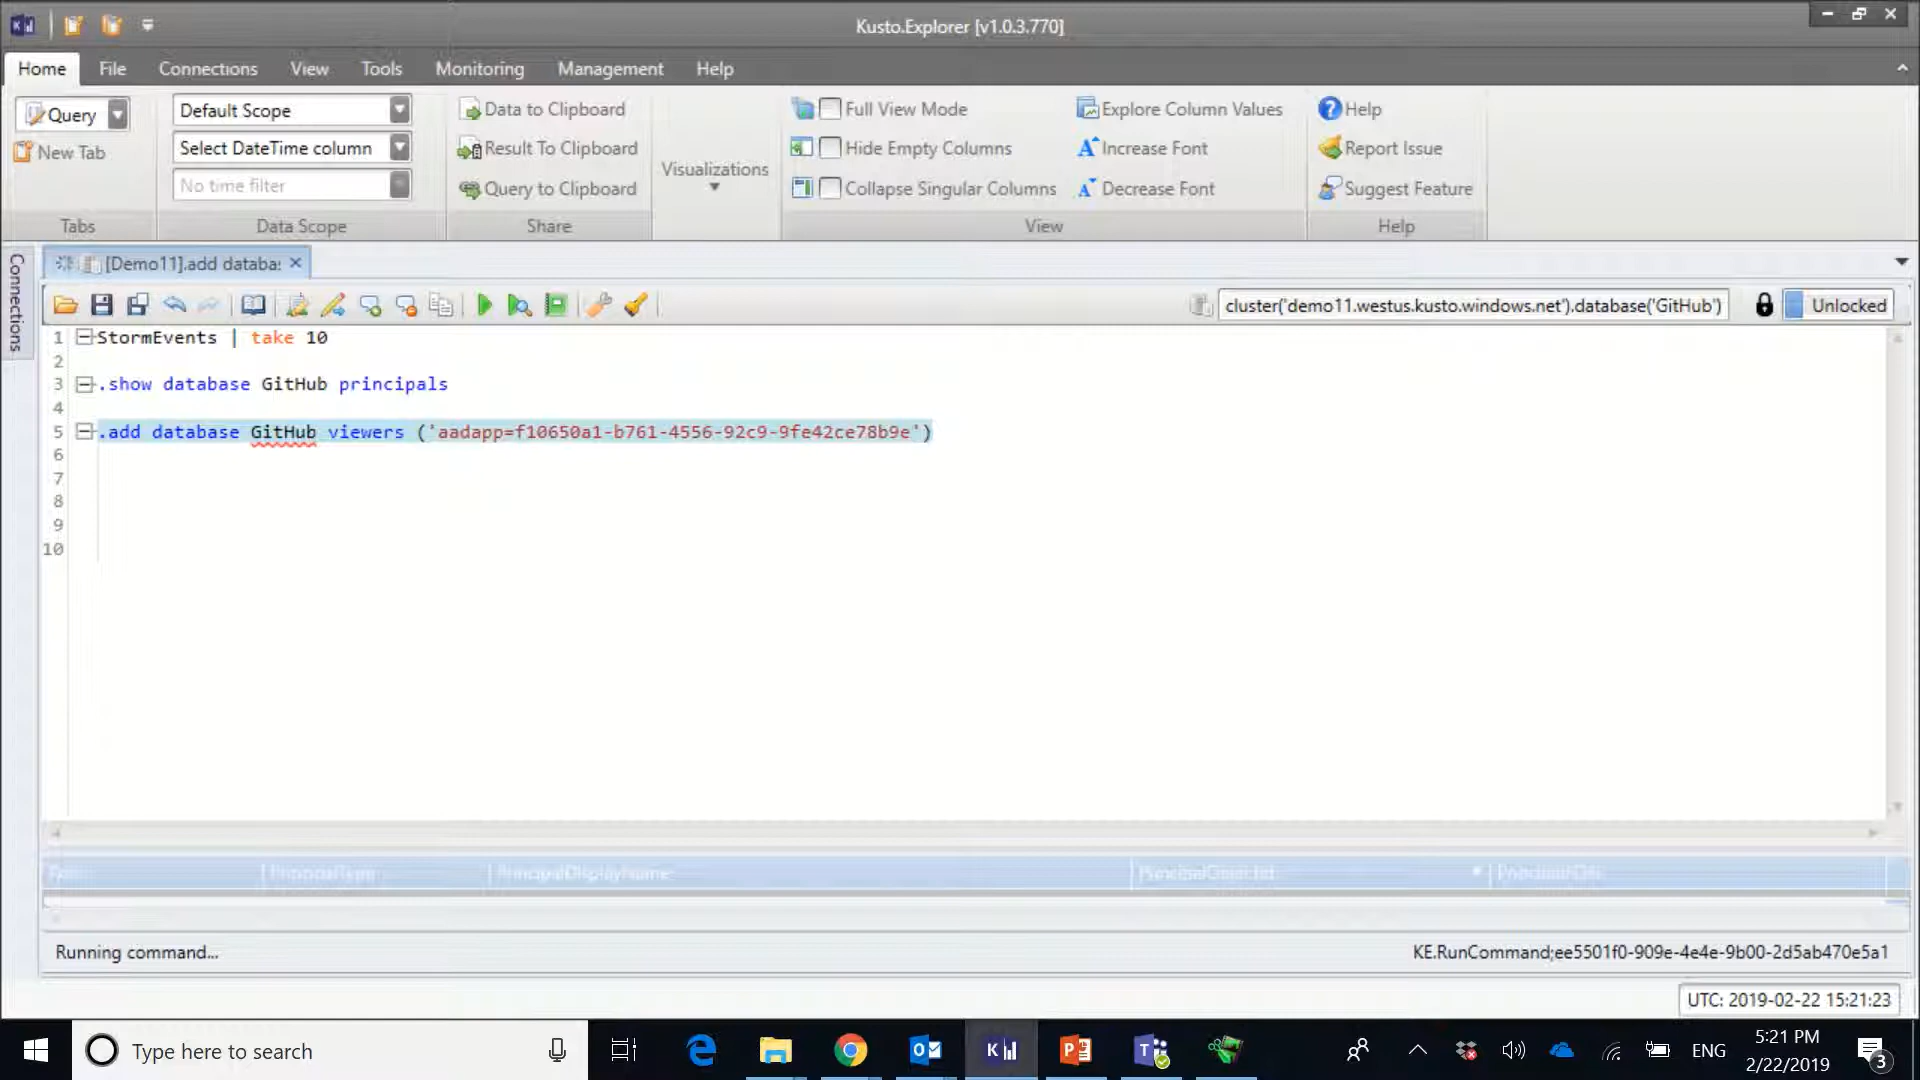 Kusto.Explorer [v1.0.3.770]
Home File Connections View Tools Monitoring Management Help
Query
New Tab
Tabs
Default Scope
Select DateTime column
No time filter
Data Scope
Data to Clipboard
Result To Clipboard
Query to Clipboard
Share
Visualizations
Full View Mode
Hide Empty Columns
Collapse Singular Columns
Explore Column Values
Increase Font
Decrease Font
View
Help
Report Issue
Suggest Feature
Help
Connections
[Demo11].add databa:
cluster('demo11.westus.kusto.windows.net').database('GitHub')
Unlocked
1 StormEvents | take 10
2
3 .show database GitHub principals
4
5 .add database GitHub viewers ('aadapp=f10650a1-b761-4556-92c9-9fe42ce78b9e')
6
7
8
9
10
PrincipalType PrincipalDisplayName
Running command...
KE.RunCommand;ee5501f0-909e-4e4e-9b00-2d5ab470e5a1
UTC: 2019-02-22 15:21:23
Type here to search
ENG
5:21 PM
2/22/2019
3